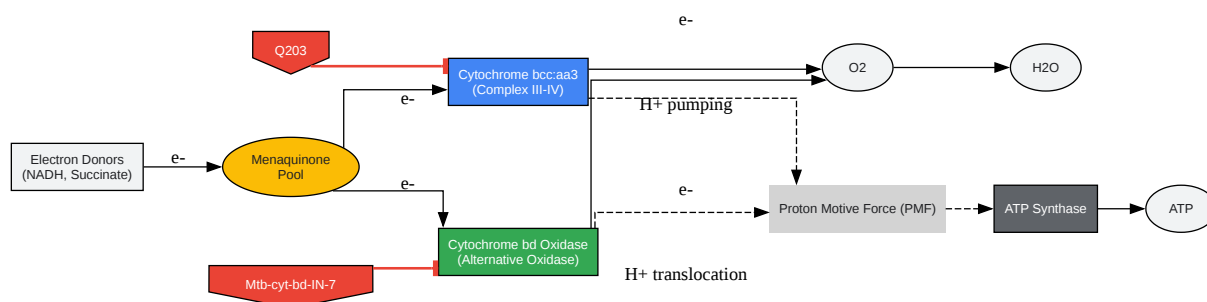 e-
Q203
Cytochrome bcc:aa3
(Complex III-IV)
O2
H2O
e-
H+ pumping
Electron Donors
(NADH, Succinate)
e-
Menaquinone
Pool
e-
e-
Proton Motive Force (PMF)
ATP Synthase
ATP
Cytochrome bd Oxidase
(Alternative Oxidase)
H+ translocation
Mtb-cyt-bd-IN-7